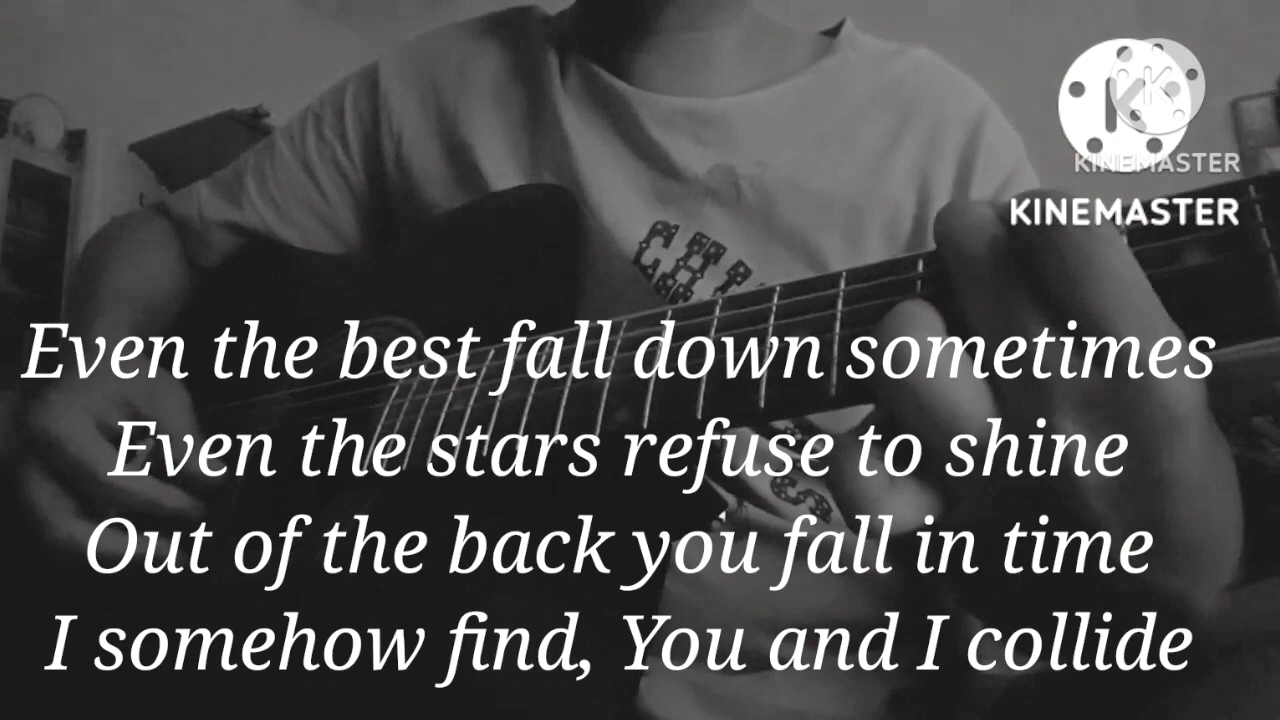 K
K
KINEMASTER
KINEMASTER
CHI
Even the best fall down sometimes
Even the stars refuse to shine
Out of the back you fall in time
I somehow find, You and I collide
S